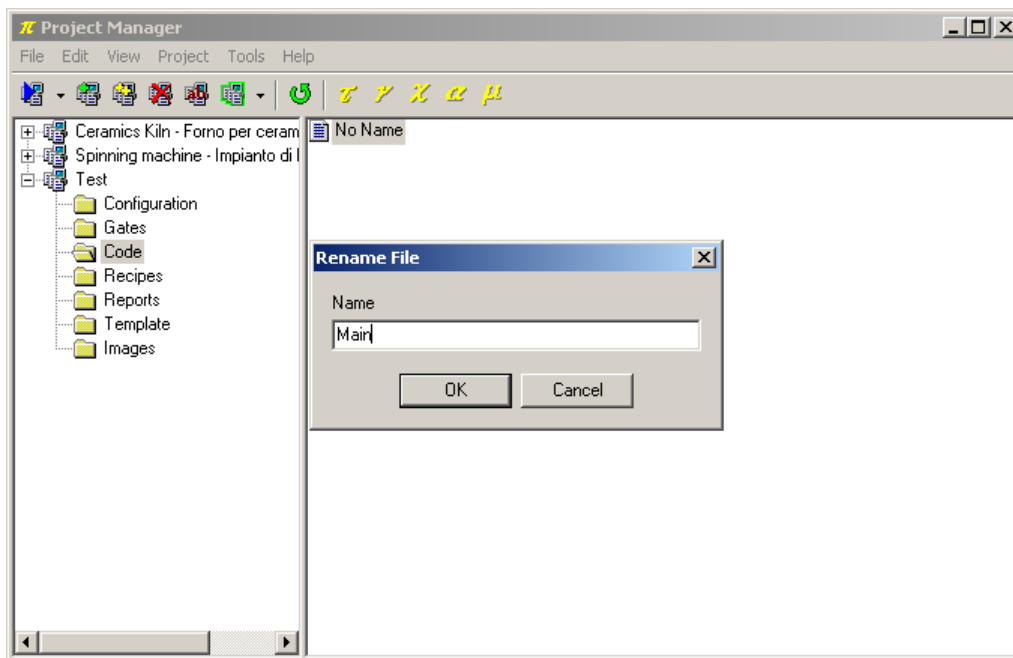 π Project Manager
File Edit View Project Tools Help
τ γ χ α μ
Ceramics Kiln - Forno per ceram
Spinning machine - Impianto di
Test
Configuration
Gates
Code
Recipes
Reports
Template
Images
No Name
Rename File
Name
Main
OK Cancel